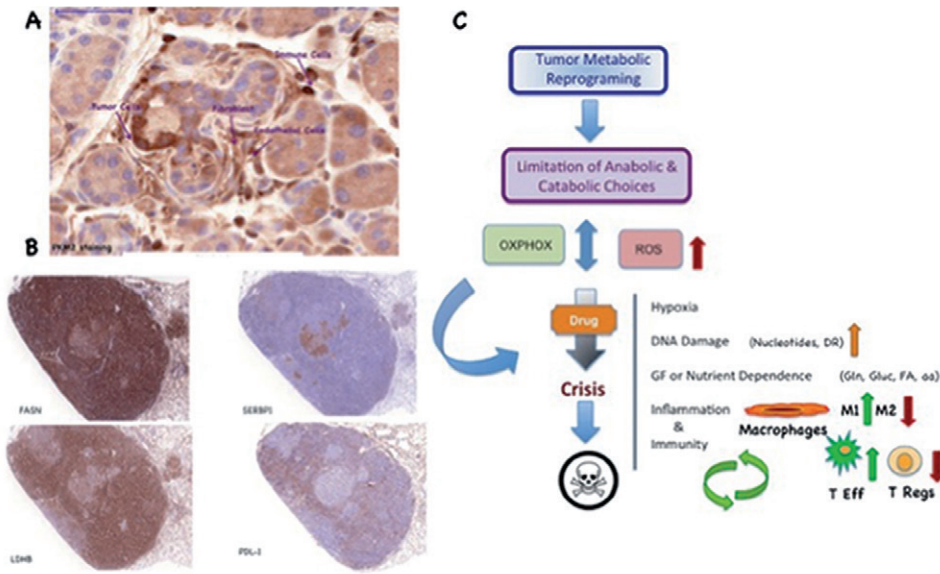 A
Immune Cells
Tumor Cells
Fibroblast
Endothelial Cells
PKM2 staining
B
FASN
SERBP1
LDHB
PDL-1
C
Tumor Metabolic
Reprograming
Limitation of Anabolic &
Catabolic Choices
OXPHOX
ROS
Drug
Crisis
Hypoxia
DNA Damage (Nucleotides, DR)
GF or Nutrient Dependence (Gln, Gluc, FA, aa)
Inflammation
&
Immunity
Macrophages
M1 M2
T Eff T Regs